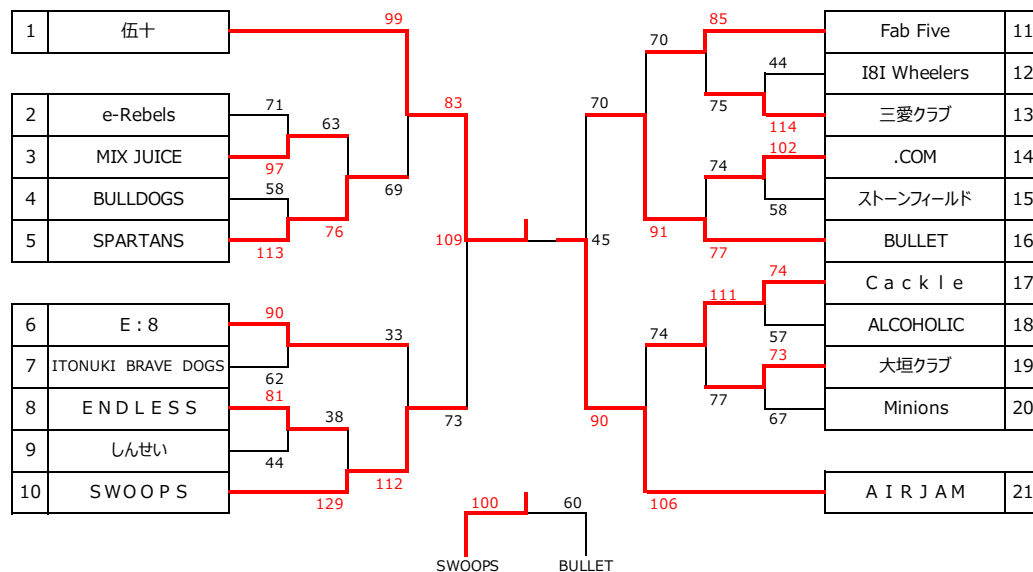 99
85
1 伍十
Fab Five 11
70
44
I8I Wheelers 12
2 e-Rebels
71
63
83
70
75
114
三愛クラブ 13
3 MIX JUICE
97
102
.COM 14
4 BULLDOGS
58
69
74
58
ストーンフィールド 15
5 SPARTANS
113
76
109
45
91
77
BULLET 16
74
Ｃａｃｋｌｅ 17
6 Ｅ：８
90
33
111
74
57
ALCOHOLIC 18
7 ITONUKI BRAVE DOGS
62
73
大垣クラブ 19
8 ＥＮＤＬＥＳＳ
81
38
73
90
77
67
Minions 20
9 しんせい
44
10 ＳＷＯＯＰＳ
129
112
100
60
106
ＡＩＲＪＡＭ 21
SWOOPS
BULLET